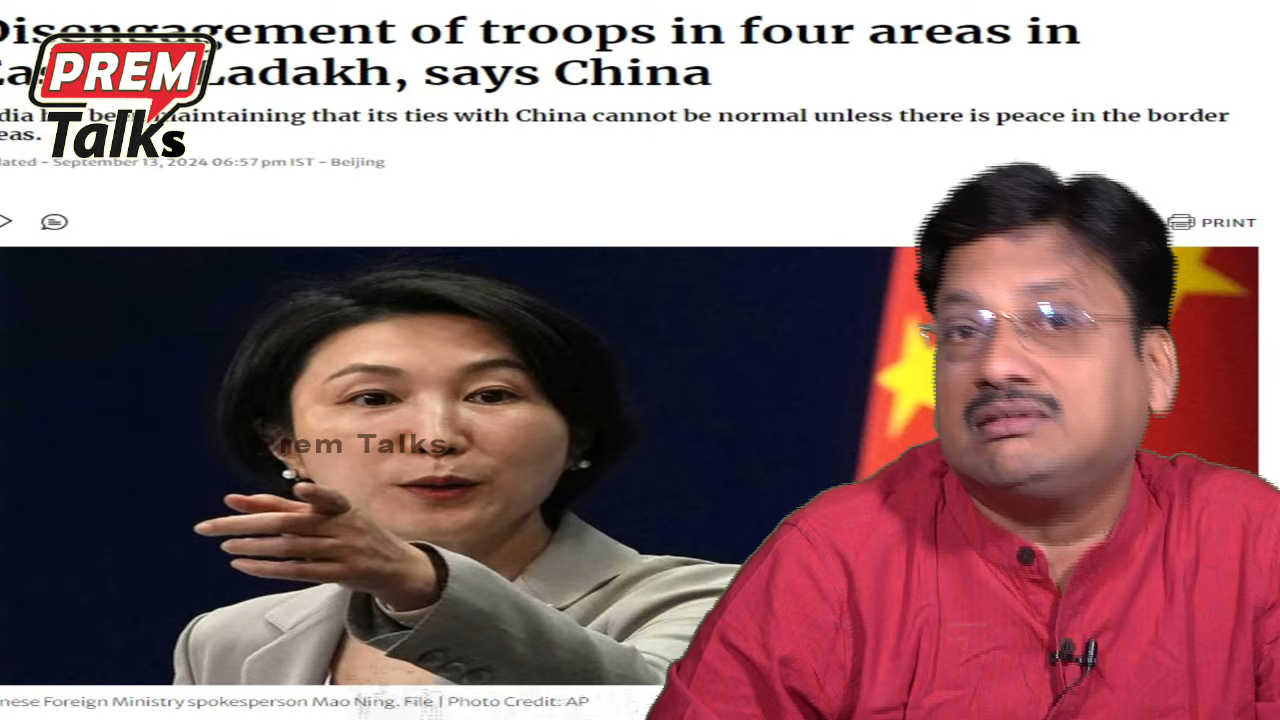 Disengagement of troops in four areas in
Ladakh, says China
maintaining that its ties with China cannot be normal unless there is peace in the border
PREM
Talks
September 13, 2024 06:57 pm IST - Beijing
PRINT
Prem Talks.
Foreign Ministry spokesperson Mao Ning. File | Photo Credit: AP